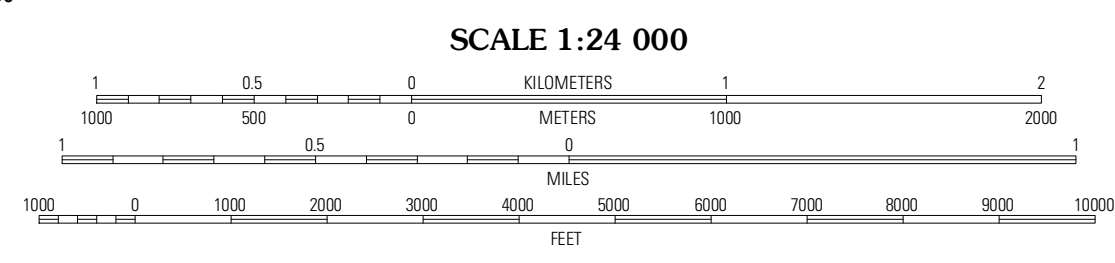 SCALE 1:24 000
1 0.5 0 KILOMETERS 1 2
1000 500 0 METERS 1000 2000
1 0.5 0 1
MILES
1000 0 1000 2000 3000 4000 5000 6000 7000 8000 9000 10000
FEET